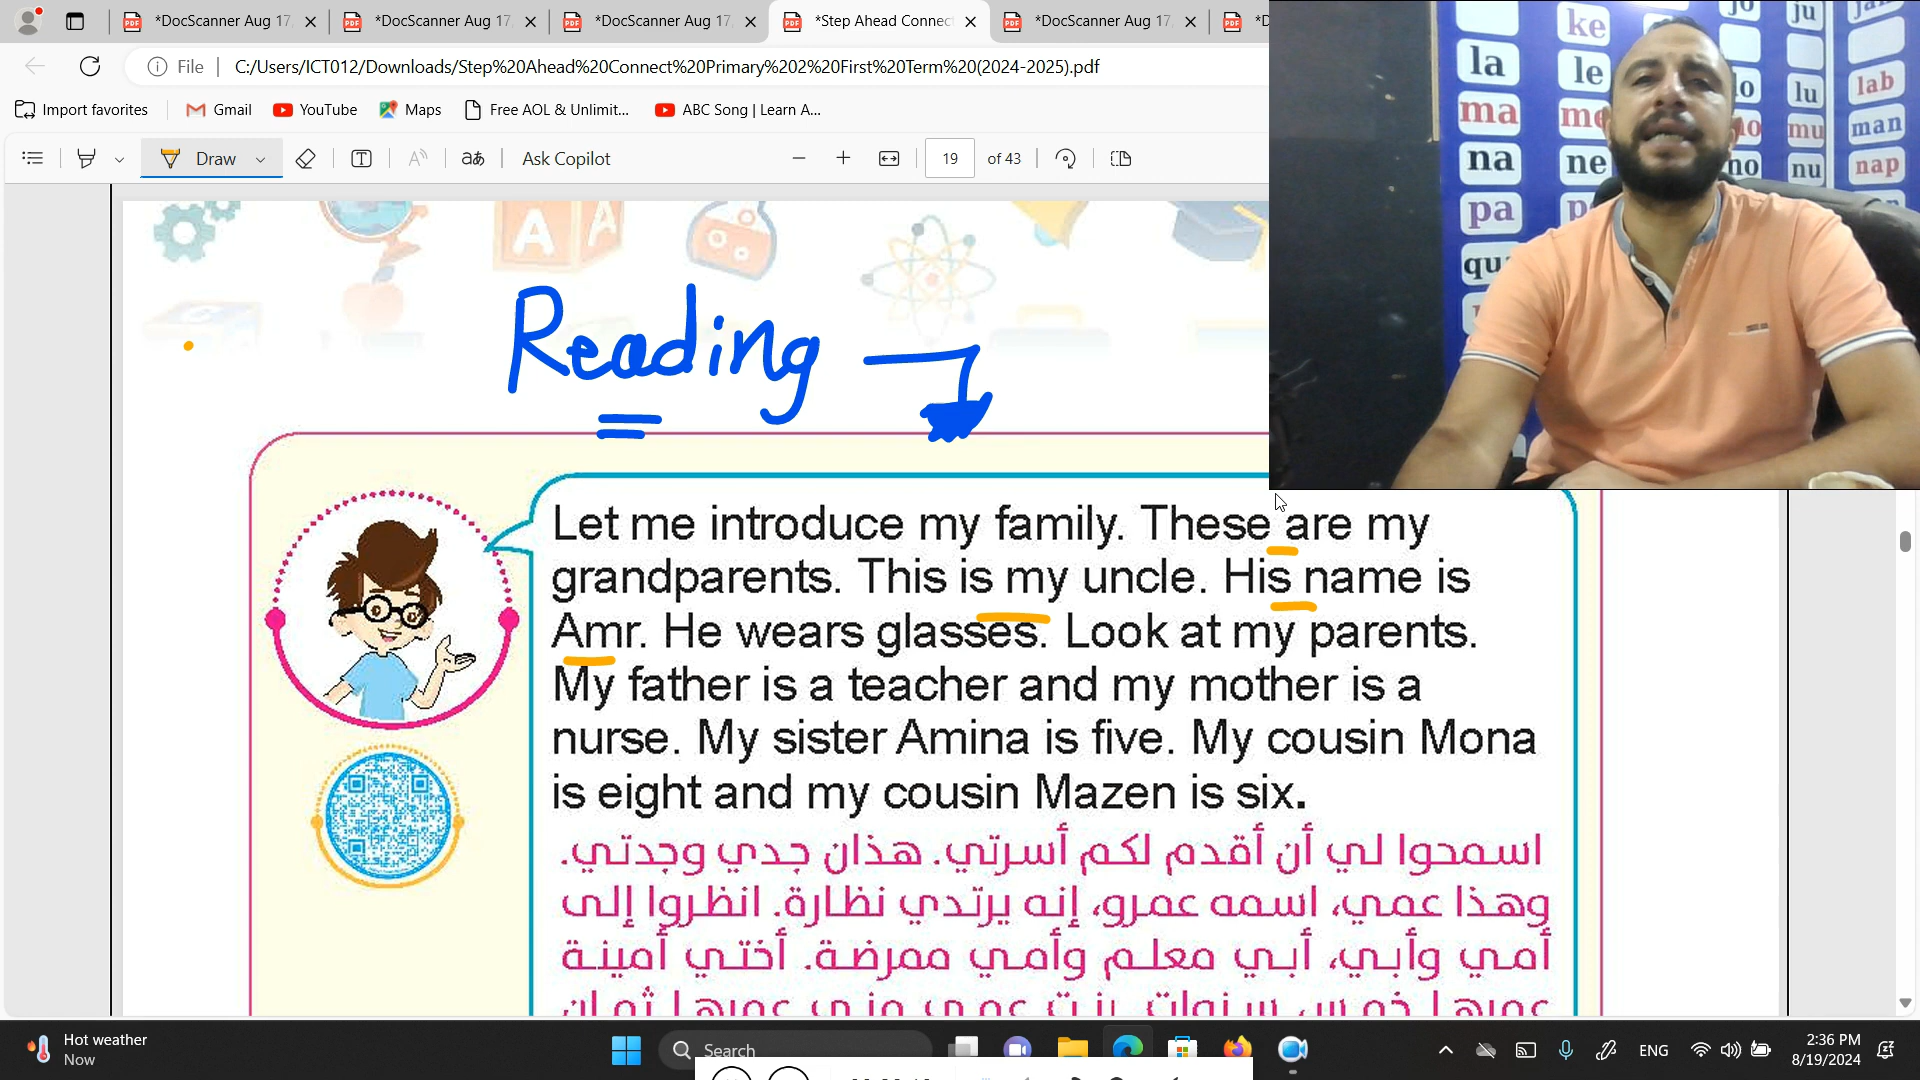 *DocScanner Aug 17,
*DocScanner Aug 17,
*DocScanner Aug 17,
*Step Ahead Connect
*DocScanner Aug 17,
File
C:/Users/ICT012/Downloads/Step%20Ahead%20Connect%20Primary%202%20First%20Term%20(2024-2025).pdf
Import favorites
Gmail
YouTube
Maps
Free AOL & Unlimit...
ABC Song | Learn A...
Draw
Ask Copilot
19 of 43
ke ju
la le lo lu lab
ma me mo mu man
na ne no nu nap
pa
A A
Reading
Let me introduce my family. These are my
grandparents. This is my uncle. His name is
Amr. He wears glasses. Look at my parents.
My father is a teacher and my mother is a
nurse. My sister Amina is five. My cousin Mona
is eight and my cousin Mazen is six.
اسمحوا لي أن أقدم لكم أسرتي. هذان جدي وجدتي.
وهذا عمي، اسمه عمرو، إنه يرتدي نظارة. انظروا إلى
أمي وأبي، أبي معلم وأمي ممرضة. أختي أمينة
Hot weather
Now
Search
ENG
2:36 PM
8/19/2024